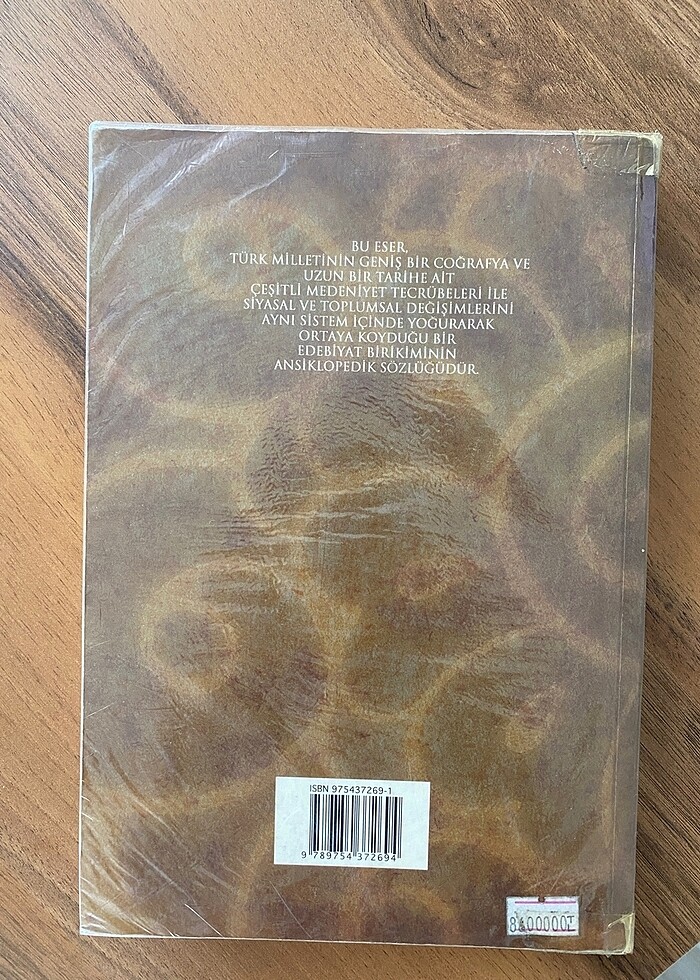 BU ESER,
TÜRK MİLLETİNİN GENİŞ BİR COĞRAFYA VE
UZUN BİR TARİHE AİT
ÇEŞİTLİ MEDENİYET TECRÜBELERİ İLE
SİYASAL VE TOPLUMSAL DEĞİŞİMLERİNİ
AYNI SİSTEM İÇİNDE YOĞURARAK
ORTAYA KOYDUĞU BİR
EDEBİYAT BİRİKİMİNİN
ANSİKLOPEDİK SÖZLÜĞÜDÜR.
ISBN 975437269-1
9 789754 372694